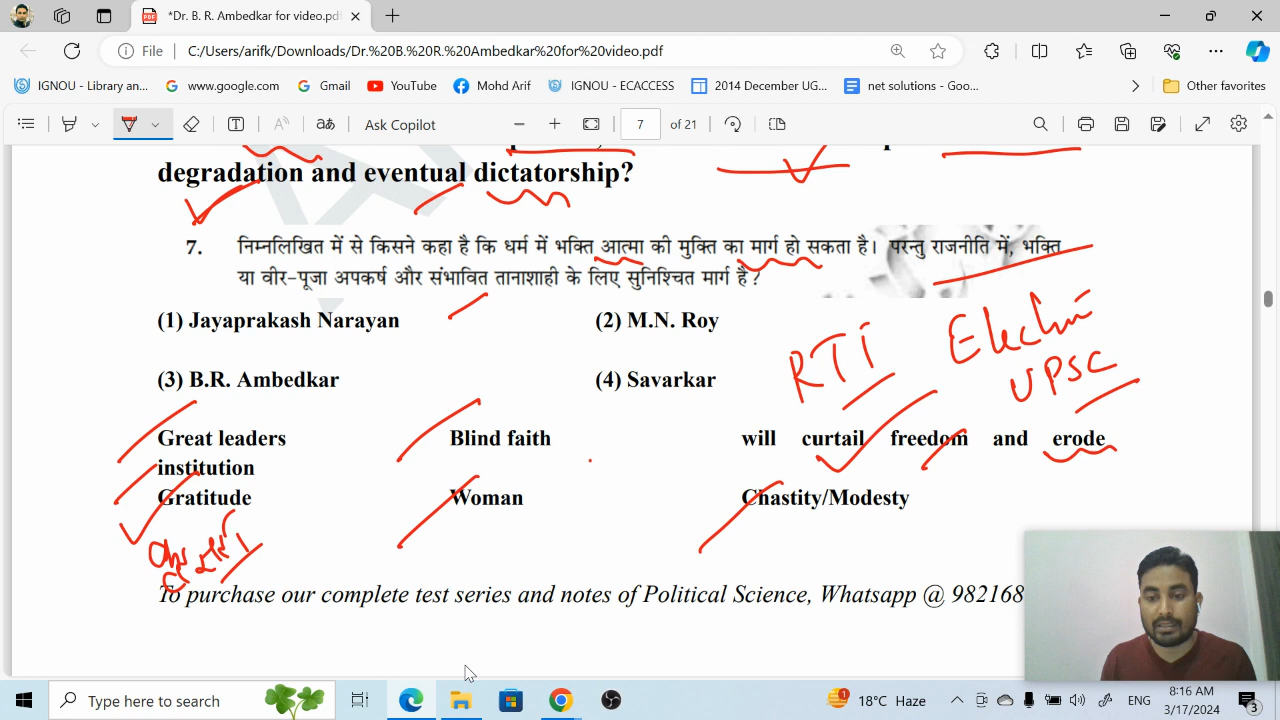 *Dr. B. R. Ambedkar for video.pdf
File C:/Users/arifk/Downloads/Dr.%20B.%20R.%20Ambedkar%20for%20video.pdf
IGNOU - Library an... www.google.com Gmail YouTube Mohd Arif IGNOU - ECACCESS 2014 December UG... net solutions - Goo... Other favorites
Ask Copilot 7 of 21
degradation and eventual dictatorship?
7. निम्नलिखित में से किसने कहा है कि धर्म में भक्ति आत्मा की मुक्ति का मार्ग हो सकता है। परन्तु राजनीति में, भक्ति
या वीर-पूजा अपकर्ष और संभावित तानाशाही के लिए सुनिश्चित मार्ग है?
(1) Jayaprakash Narayan (2) M.N. Roy
(3) B.R. Ambedkar (4) Savarkar
RTI Election
UPSC
Great leaders Blind faith will curtail freedom and erode
institution
Gratitude Woman Chastity/Modesty
To purchase our complete test series and notes of Political Science, Whatsapp @ 982168
Type here to search 18°C Haze ENG 8:16 AM
3/17/2024 3